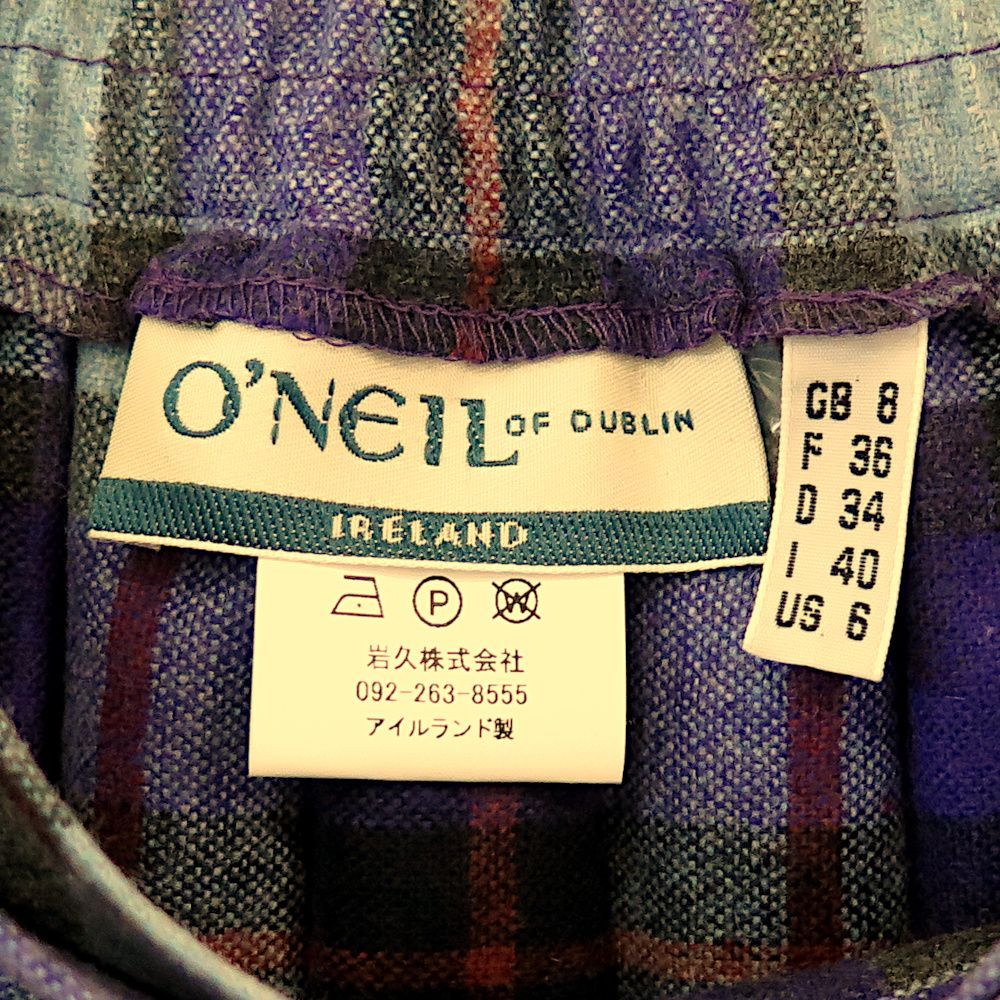 O'NEIL OF DUBLIN
IRELAND
GB 8
F 36
D 34
I 40
US 6
P W
岩久株式会社
092-263-8555
アイルランド製